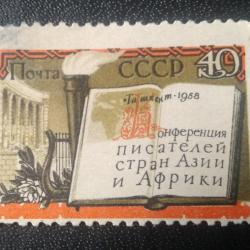 Почта СССР 40
Ташкент-1958
Конференция
писателей
стран Азии
и Африки